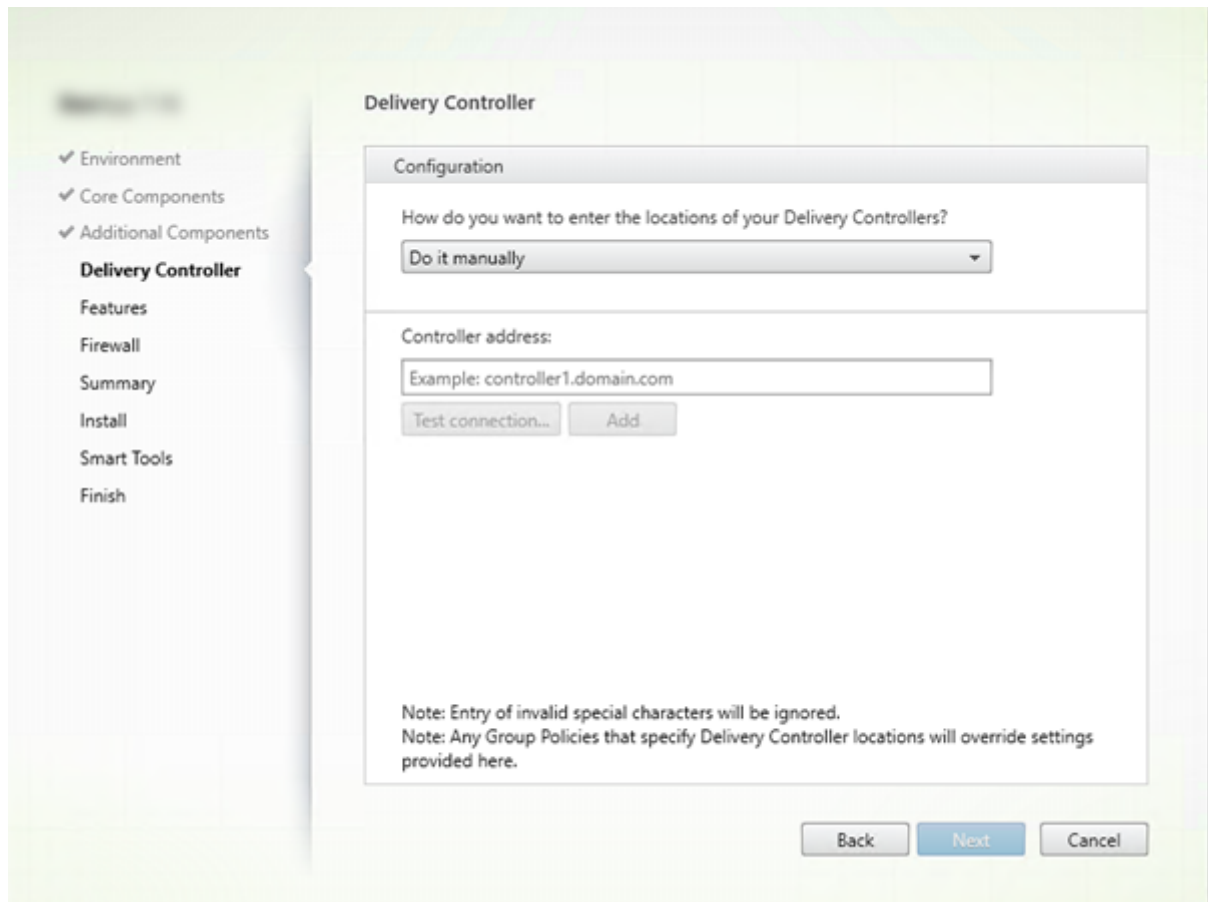 Delivery Controller
Environment
Core Components
Additional Components
Delivery Controller
Features
Firewall
Summary
Install
Smart Tools
Finish
Configuration
How do you want to enter the locations of your Delivery Controllers?
Do it manually
Controller address:
Example: controller1.domain.com
Test connection... Add
Note: Entry of invalid special characters will be ignored.
Note: Any Group Policies that specify Delivery Controller locations will override settings
provided here.
Back Next Cancel